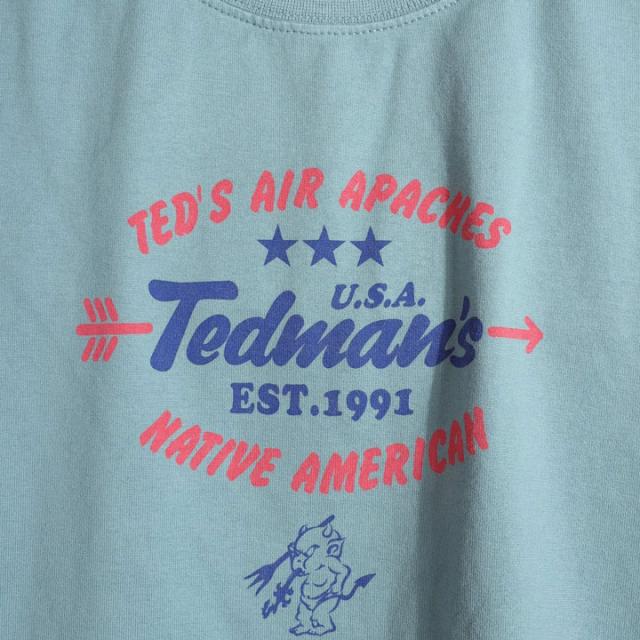 TED'S AIR APACHES
U.S.A.
Tedman's
EST.1991
NATIVE AMERICAN